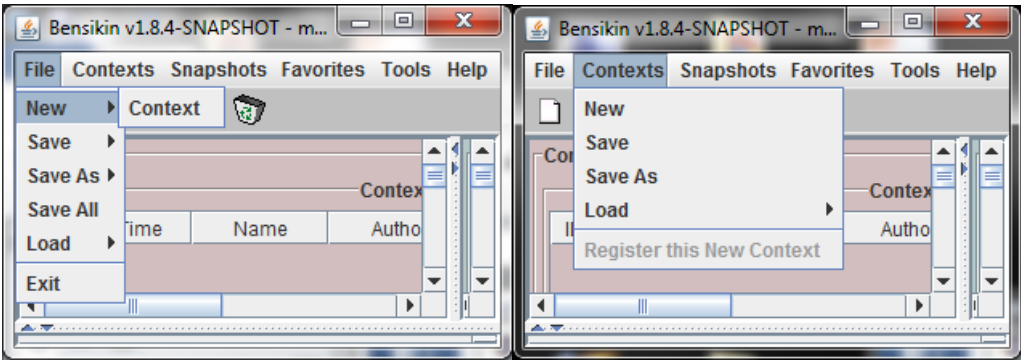 Bensikin v1.8.4-SNAPSHOT - m...
File Contexts Snapshots Favorites Tools Help
New Context
Save
Save As
Save All
Load
Exit
Contex
Time Name Autho
Bensikin v1.8.4-SNAPSHOT - m...
File Contexts Snapshots Favorites Tools Help
New
Save
Save As
Load
Register this New Context
Con
Contex
Autho